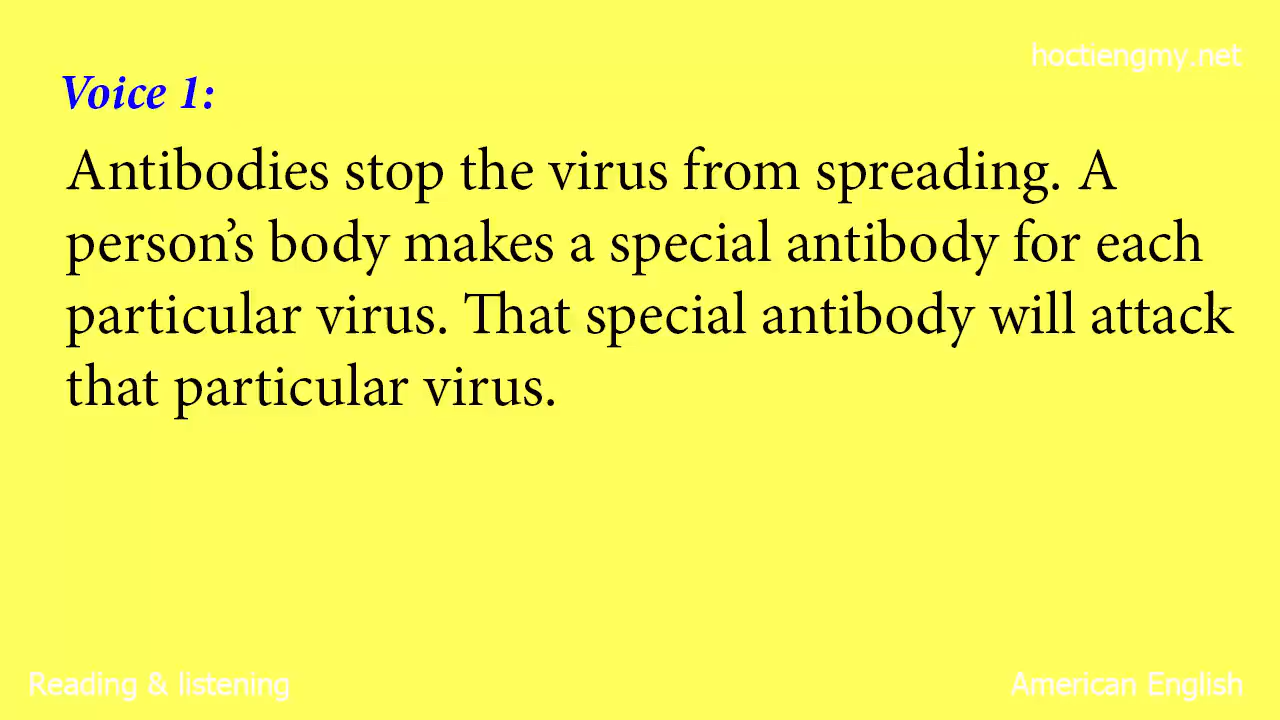 hoctiengmy.net
Voice 1:
Antibodies stop the virus from spreading. A
person’s body makes a special antibody for each
particular virus. That special antibody will attack
that particular virus.
Reading & listening
American English